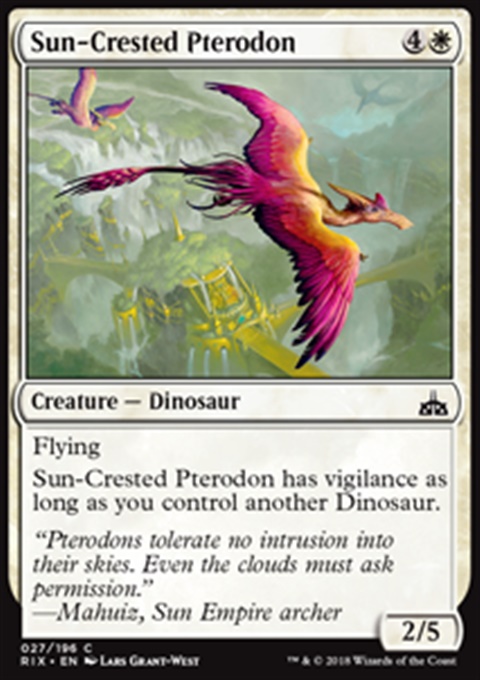 Sun-Crested Pterodon 4
Creature — Dinosaur
Flying
Sun-Crested Pterodon has vigilance as
long as you control another Dinosaur.
“Pterodons tolerate no intrusion into
their skies. Even the clouds must ask
permission.”
—Mahuiz, Sun Empire archer
2/5
027/196 C
RIX • EN Lars Grant-West
™ & © 2018 Wizards of the Coast